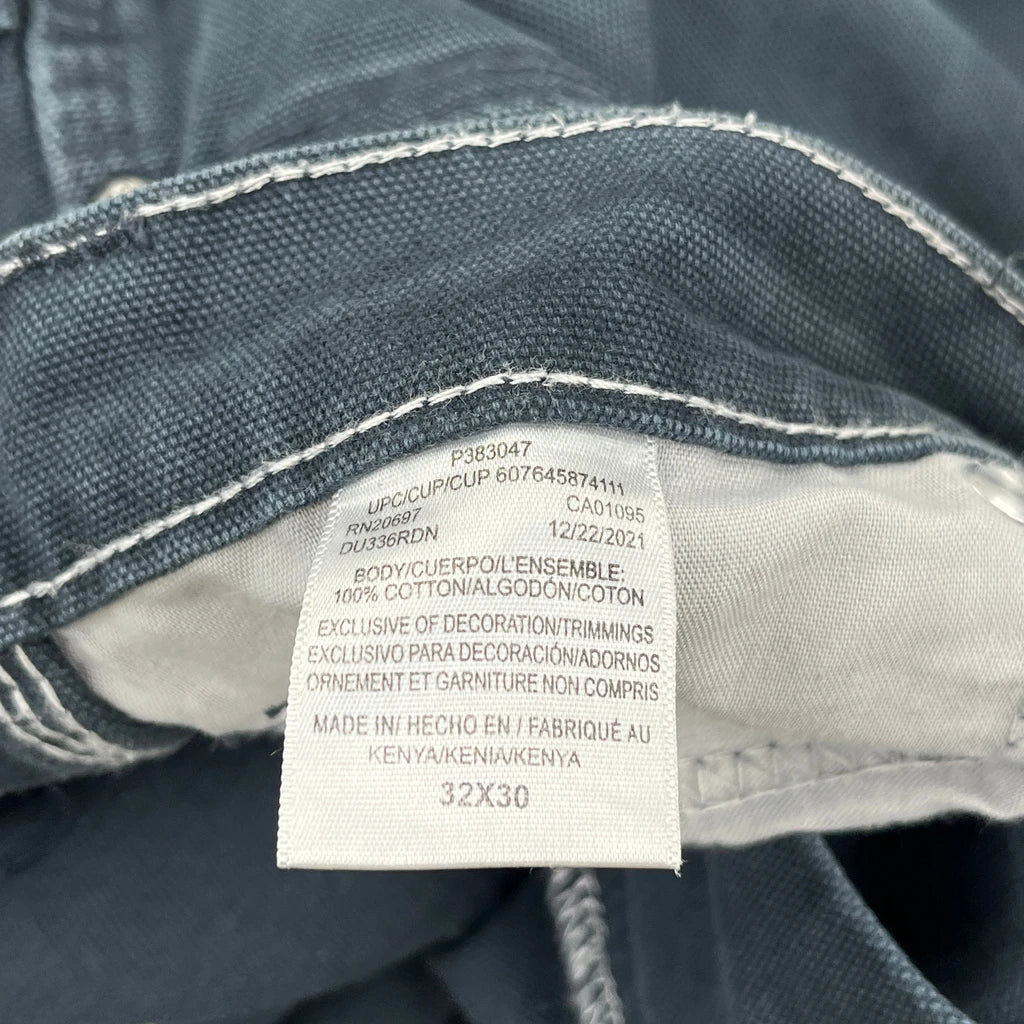 P383047
UPC/CUP/CUP 607645874111
RN20697 CA01095
DU336RDN 12/22/2021
BODY/CUERPO/L'ENSEMBLE:
100% COTTON/ALGODÓN/COTON
EXCLUSIVE OF DECORATION/TRIMMINGS
EXCLUSIVO PARA DECORACIÓN/ADORNOS
ORNEMENT ET GARNITURE NON COMPRIS
MADE IN/ HECHO EN / FABRIQUÉ AU
KENYA/KENIA/KENYA
32X30